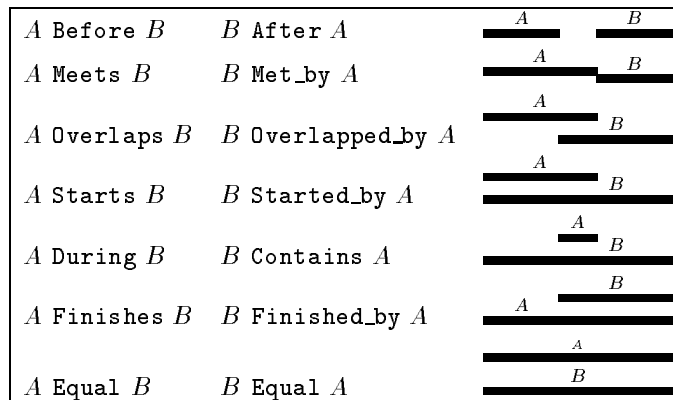 A Before B B After A A B
A Meets B B Met_by A A B
A Overlaps B B Overlapped_by A A B
A Starts B B Started_by A A B
A During B B Contains A A B
A Finishes B B Finished_by A A B
A Equal B B Equal A A B